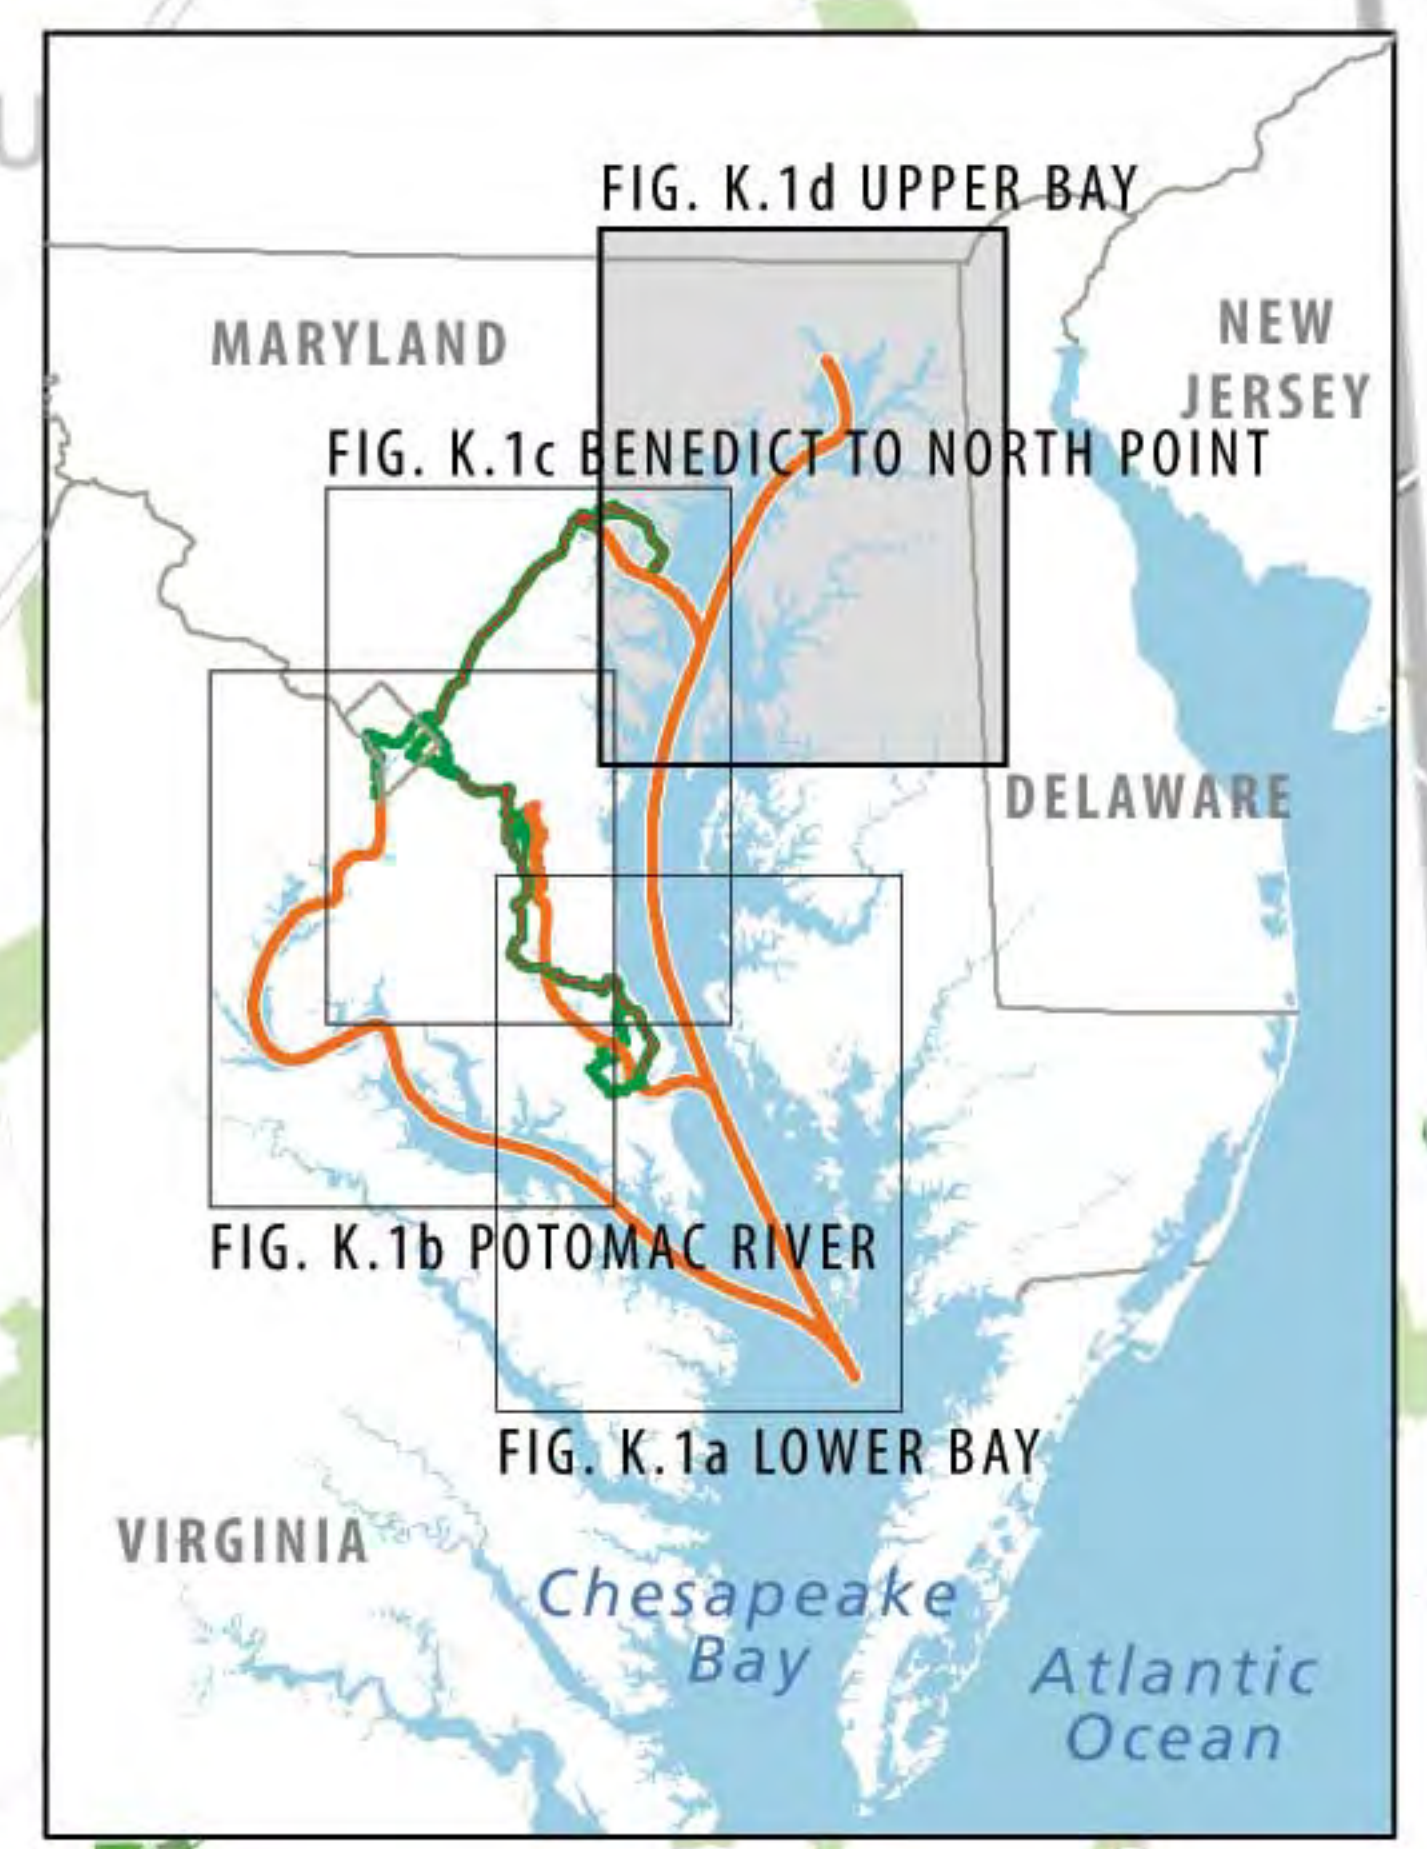 FIG. K.1d UPPER BAY
MARYLAND
NEW
JERSEY
FIG. K.1c BENEDICT TO NORTH POINT
DELAWARE
FIG. K.1b POTOMAC RIVER
FIG. K.1a LOWER BAY
VIRGINIA
Chesapeake
Bay
Atlantic
Ocean